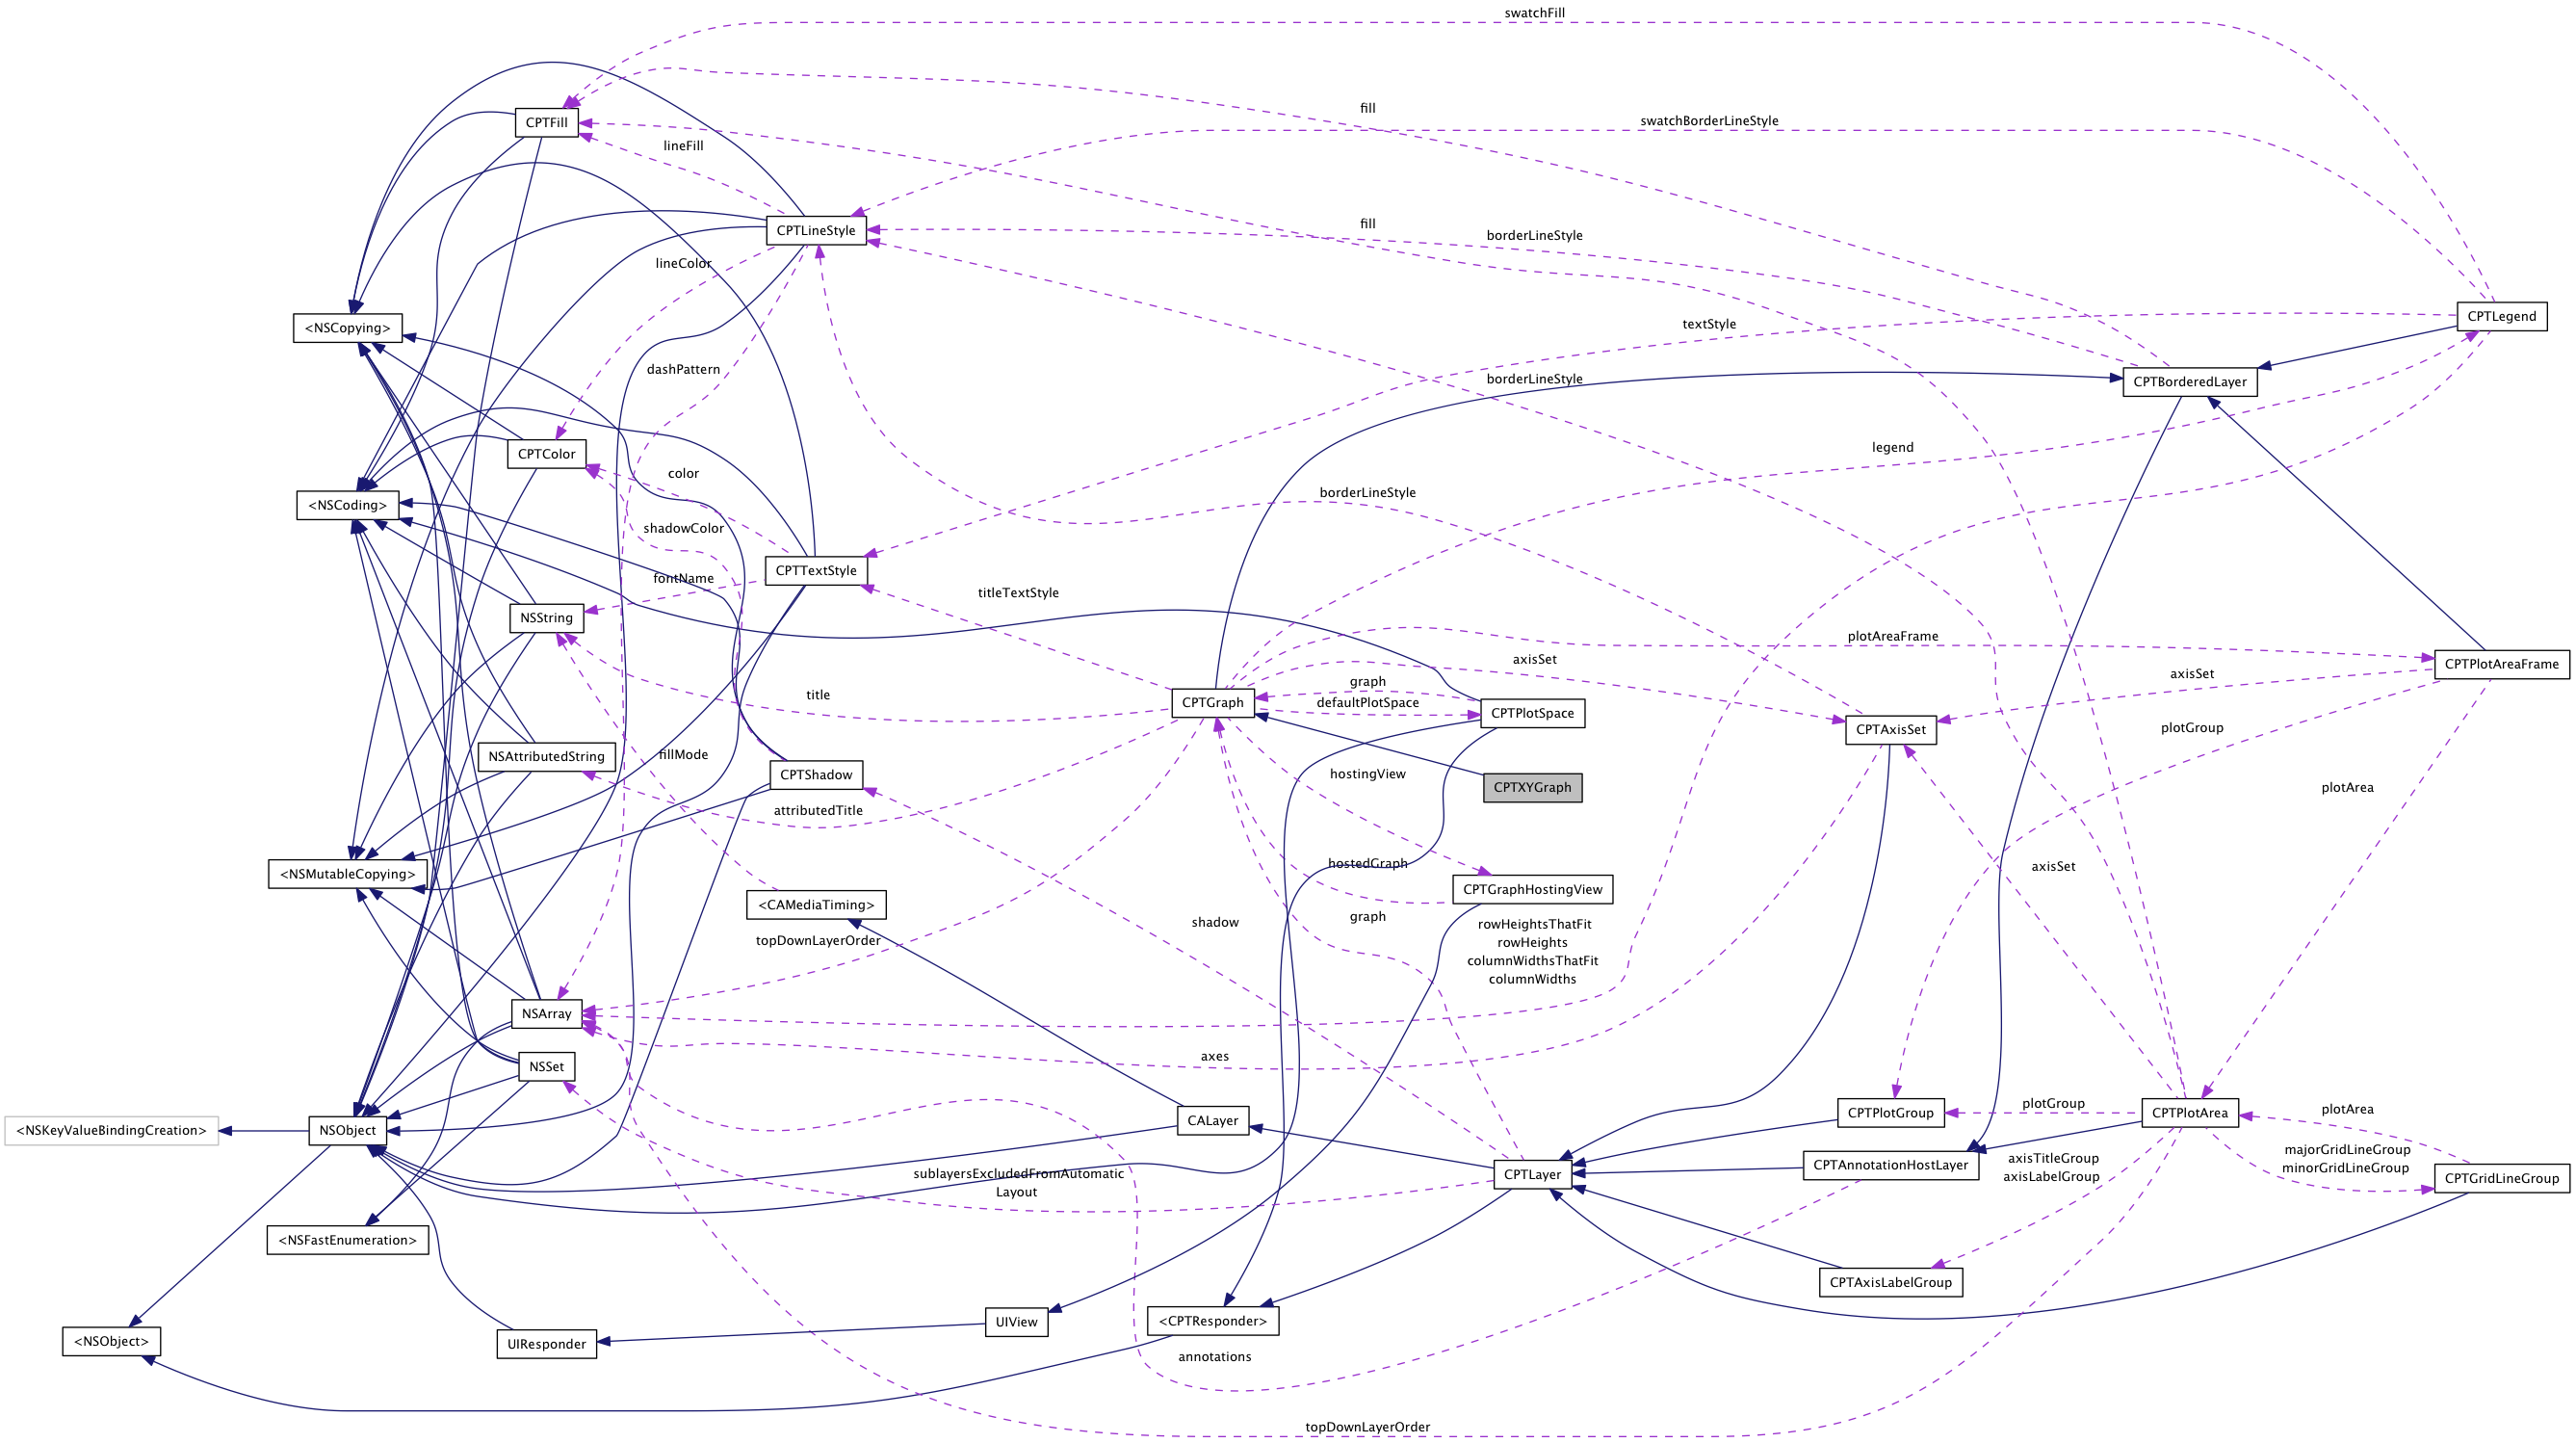 swatchFill
fill
swatchBorderLineStyle
CPTFill
lineFill
CPTLineStyle
fill
borderLineStyle
lineColor
<NSCopying>
CPTLegend
textStyle
dashPattern
borderLineStyle
CPTBorderedLayer
CPTColor
color
legend
<NSCoding>
borderLineStyle
shadowColor
CPTTextStyle
fontName
titleTextStyle
NSString
plotAreaFrame
axisSet
CPTPlotAreaFrame
graph
axisSet
title
CPTGraph
defaultPlotSpace
CPTPlotSpace
CPTAxisSet
plotGroup
NSAttributedString
fillMode
CPTShadow
hostingView
CPTXYGraph
plotArea
attributedTitle
<NSMutableCopying>
hostedGraph
axisSet
CPTGraphHostingView
<CAMediaTiming>
shadow
graph
rowHeightsThatFit
rowHeights
columnWidthsThatFit
columnWidths
topDownLayerOrder
NSArray
axes
NSSet
<NSKeyValueBindingCreation>
NSObject
CALayer
CPTPlotGroup
plotGroup
CPTPlotArea
plotArea
sublayersExcludedFromAutomatic
Layout
CPTLayer
CPTAnnotationHostLayer
axisTitleGroup
axisLabelGroup
majorGridLineGroup
minorGridLineGroup
CPTGridLineGroup
<NSFastEnumeration>
CPTAxisLabelGroup
<NSObject>
UIResponder
UIView
<CPTResponder>
annotations
topDownLayerOrder